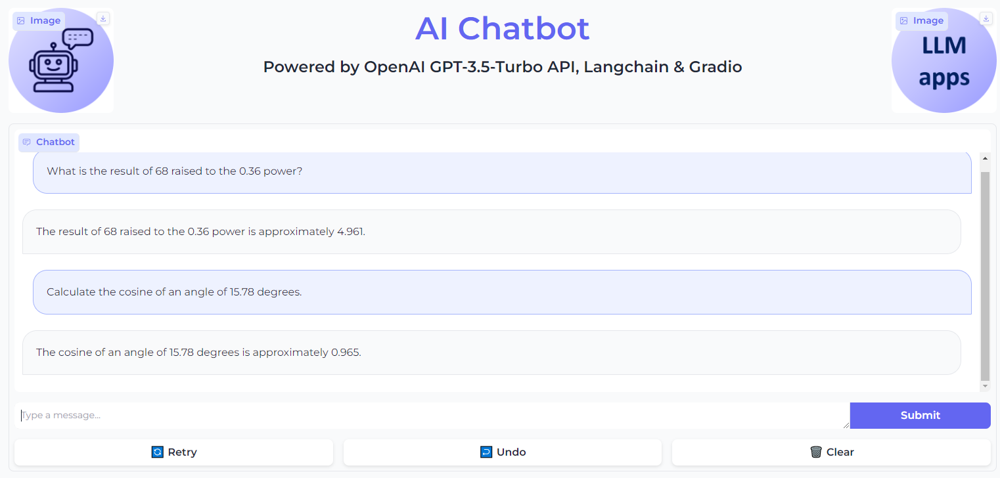 Image
AI Chatbot
Image
LLM
apps
Powered by OpenAI GPT-3.5-Turbo API, Langchain & Gradio
Chatbot
What is the result of 68 raised to the 0.36 power?
The result of 68 raised to the 0.36 power is approximately 4.961.
Calculate the cosine of an angle of 15.78 degrees.
The cosine of an angle of 15.78 degrees is approximately 0.965.
Type a message...
Submit
Retry
Undo
Clear